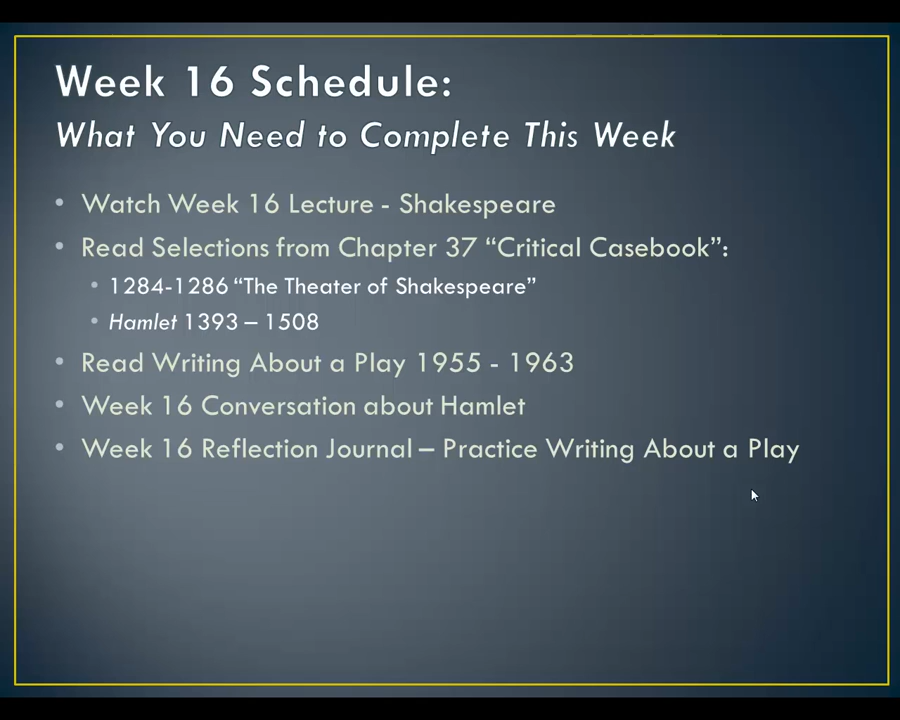 Week 16 Schedule:
What You Need to Complete This Week
• Watch Week 16 Lecture - Shakespeare
• Read Selections from Chapter 37 “Critical Casebook”:
• 1284-1286 “The Theater of Shakespeare”
• Hamlet 1393 – 1508
• Read Writing About a Play 1955 - 1963
• Week 16 Conversation about Hamlet
• Week 16 Reflection Journal – Practice Writing About a Play